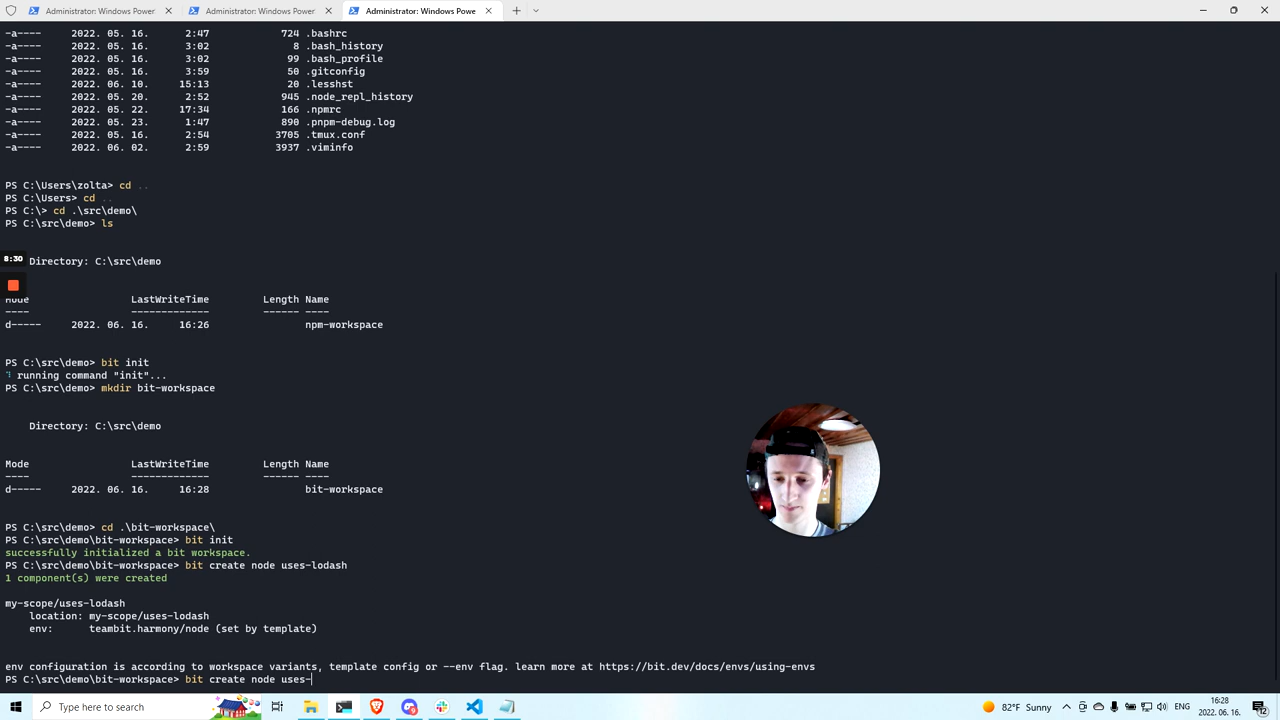 Administrator: Windows Powe
Administrator: Windows Powe
Administrator: Windows Powe
-a---- 2022. 05. 16. 2:47 724 .bashrc
-a---- 2022. 05. 16. 3:02 8 .bash_history
-a---- 2022. 05. 16. 3:02 99 .bash_profile
-a---- 2022. 05. 16. 3:59 50 .gitconfig
-a---- 2022. 06. 10. 15:13 20 .lesshst
-a---- 2022. 05. 20. 2:52 945 .node_repl_history
-a---- 2022. 05. 22. 17:34 166 .npmrc
-a---- 2022. 05. 23. 1:47 890 .pnpm-debug.log
-a---- 2022. 05. 16. 2:54 3705 .tmux.conf
-a---- 2022. 06. 02. 2:59 3937 .viminfo
PS C:\Users\zolta> cd ..
PS C:\Users> cd ..
PS C:\> cd .\src\demo\
PS C:\src\demo> ls
8:30
Directory: C:\src\demo
Mode LastWriteTime Length Name
---- ------------- ------ ----
d----- 2022. 06. 16. 16:26 npm-workspace
PS C:\src\demo> bit init
running command "init"...
PS C:\src\demo> mkdir bit-workspace
Directory: C:\src\demo
Mode LastWriteTime Length Name
---- ------------- ------ ----
d----- 2022. 06. 16. 16:28 bit-workspace
PS C:\src\demo> cd .\bit-workspace\
PS C:\src\demo\bit-workspace> bit init
successfully initialized a bit workspace.
PS C:\src\demo\bit-workspace> bit create node uses-lodash
1 component(s) were created
my-scope/uses-lodash
location: my-scope/uses-lodash
env: teambit.harmony/node (set by template)
env configuration is according to workspace variants, template config or --env flag. learn more at https://bit.dev/docs/envs/using-envs
PS C:\src\demo\bit-workspace> bit create node uses-
Type here to search
82°F Sunny
ENG
16:28
2022. 06. 16.
12